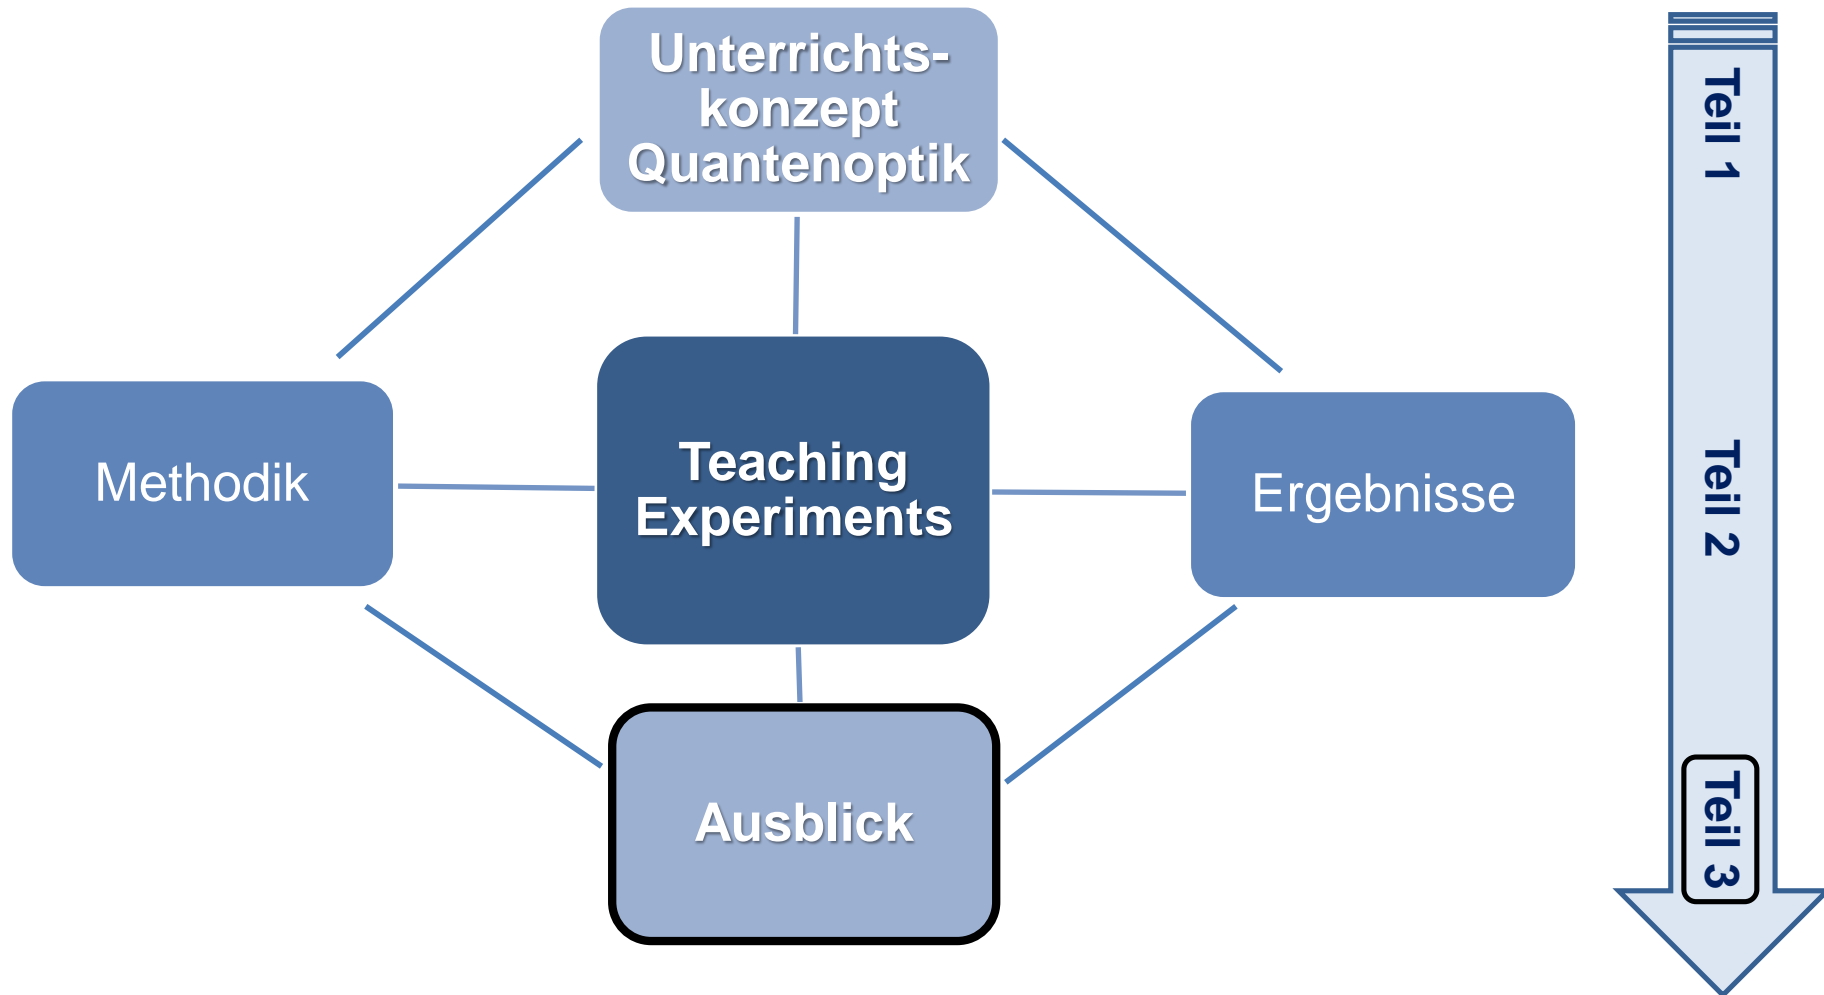 Unterrichts-
konzept
Quantenoptik
Methodik
Teaching
Experiments
Ergebnisse
Ausblick
Teil 1
Teil 2
Teil 3